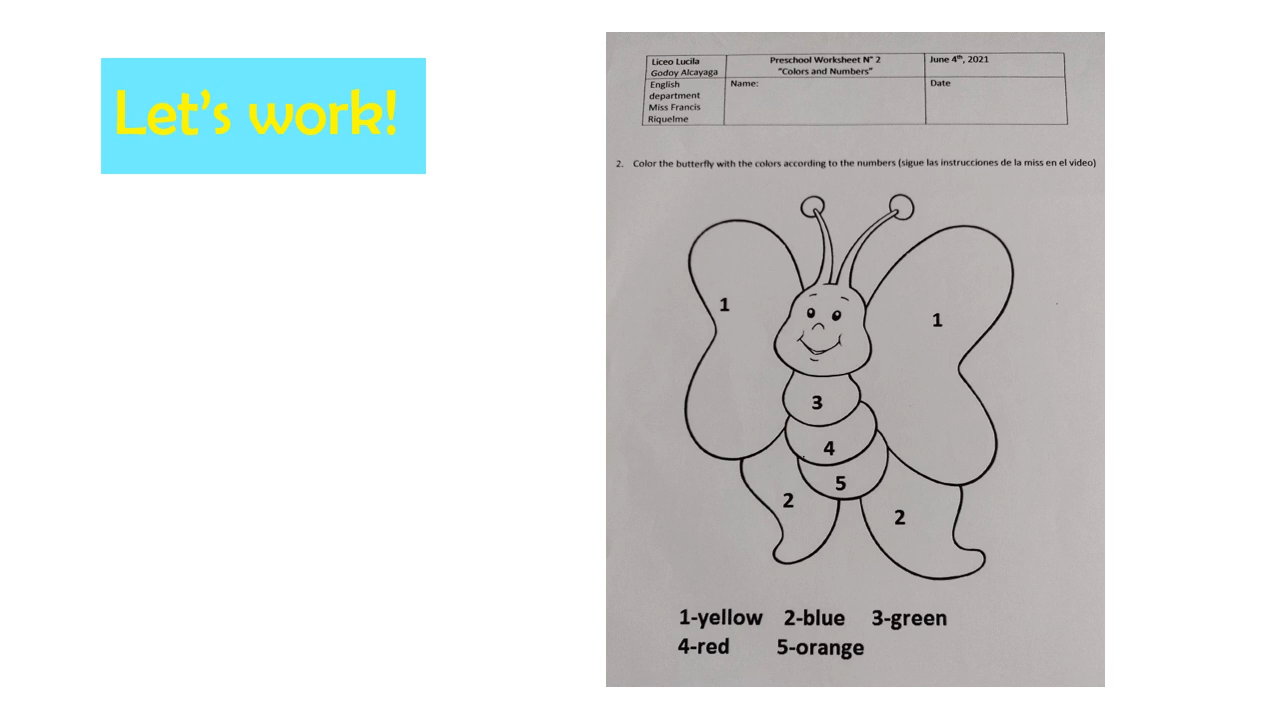 Let's work!
Liceo Lucila
Godoy Alcayaga
Preschool Worksheet N° 2
"Colors and Numbers"
June 4th, 2021
English
department
Miss Francis
Riquelme
Name:
Date
2. Color the butterfly with the colors according to the numbers (sigue las instrucciones de la miss en el video)
1
1
3
4
5
2
2
1-yellow 2-blue 3-green
4-red 5-orange